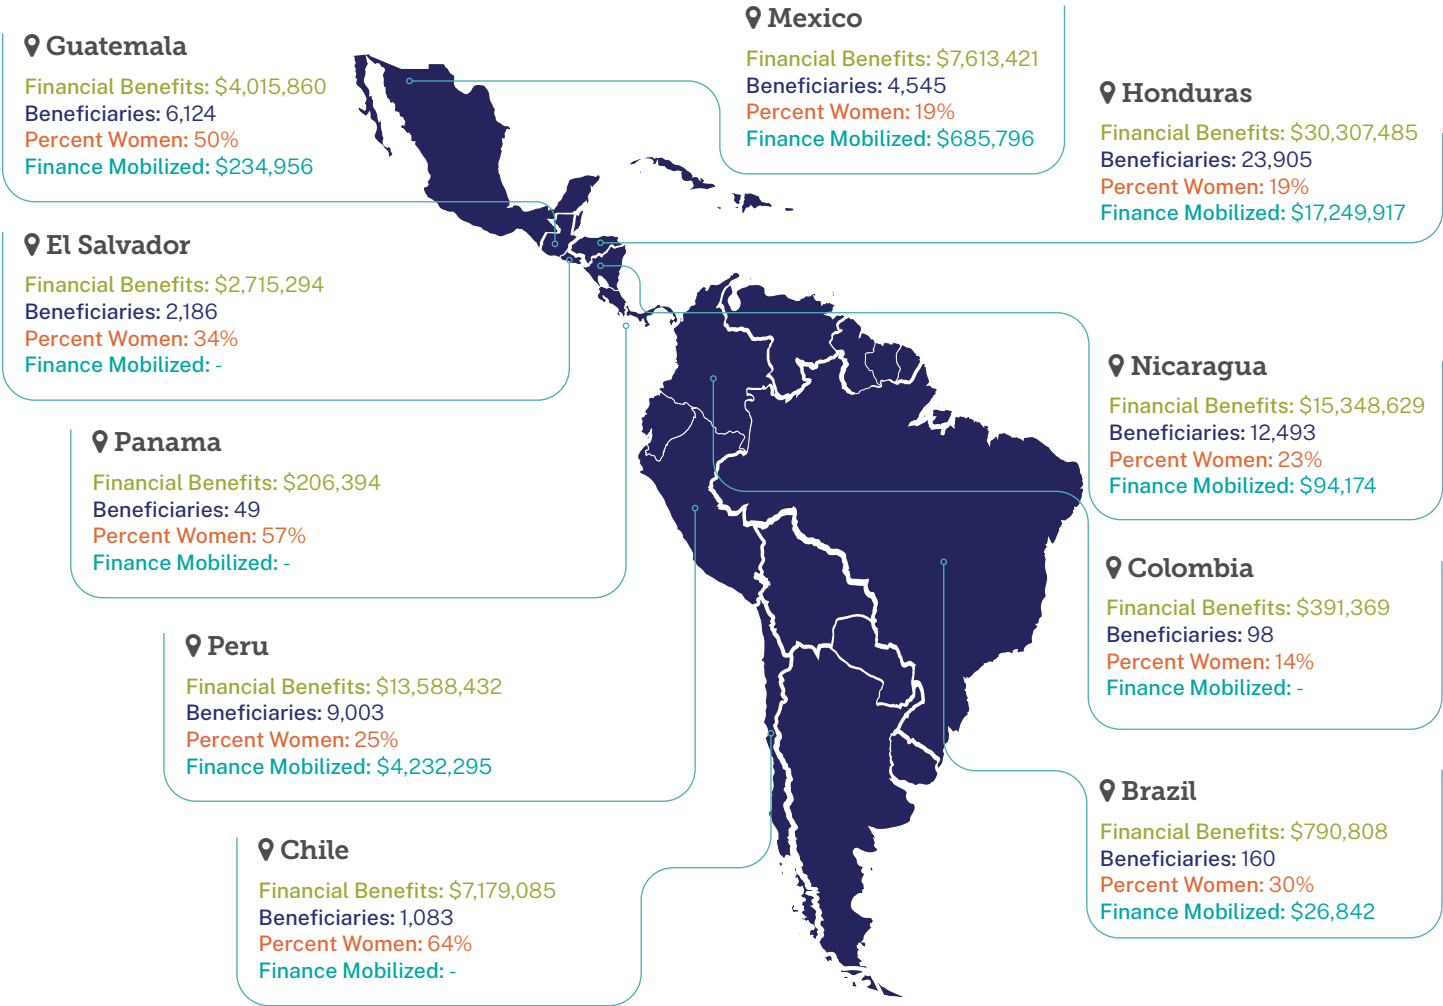 Guatemala
Financial Benefits: $4,015,860
Beneficiaries: 6,124
Percent Women: 50%
Finance Mobilized: $234,956
Mexico
Financial Benefits: $7,613,421
Beneficiaries: 4,545
Percent Women: 19%
Finance Mobilized: $685,796
Honduras
Financial Benefits: $30,307,485
Beneficiaries: 23,905
Percent Women: 19%
Finance Mobilized: $17,249,917
El Salvador
Financial Benefits: $2,715,294
Beneficiaries: 2,186
Percent Women: 34%
Finance Mobilized: -
Nicaragua
Financial Benefits: $15,348,629
Beneficiaries: 12,493
Percent Women: 23%
Finance Mobilized: $94,174
Panama
Financial Benefits: $206,394
Beneficiaries: 49
Percent Women: 57%
Finance Mobilized: -
Colombia
Financial Benefits: $391,369
Beneficiaries: 98
Percent Women: 14%
Finance Mobilized: -
Peru
Financial Benefits: $13,588,432
Beneficiaries: 9,003
Percent Women: 25%
Finance Mobilized: $4,232,295
Brazil
Financial Benefits: $790,808
Beneficiaries: 160
Percent Women: 30%
Finance Mobilized: $26,842
Chile
Financial Benefits: $7,179,085
Beneficiaries: 1,083
Percent Women: 64%
Finance Mobilized: -